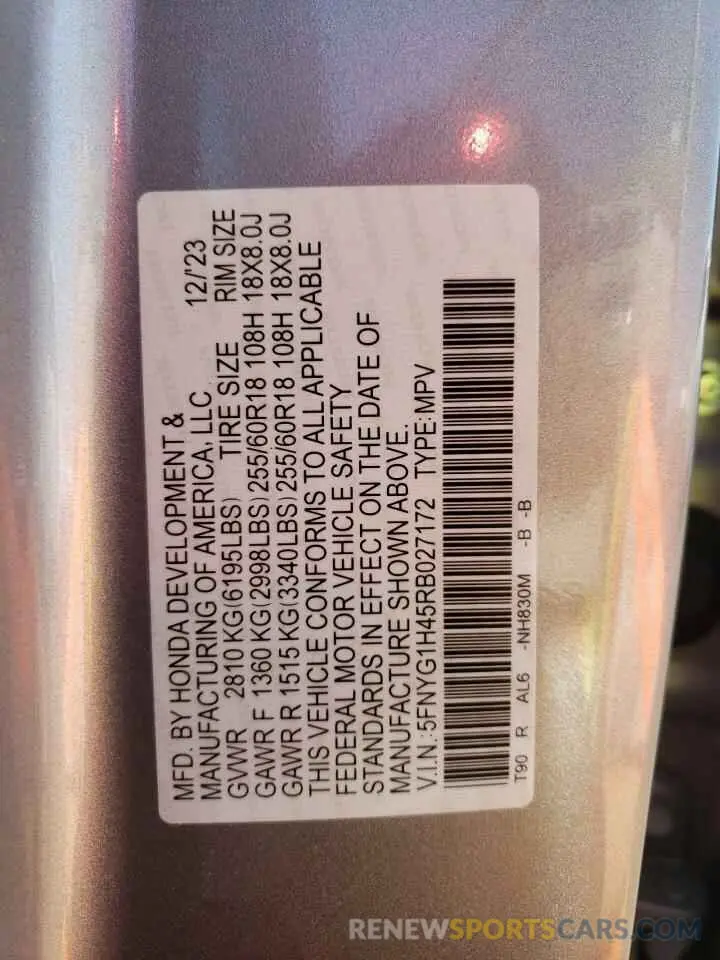 MFD. BY HONDA DEVELOPMENT &
MANUFACTURING OF AMERICA, LLC 12/'23
GVWR 2810 KG(6195LBS) TIRE SIZE RIM SIZE
GAWR F 1360 KG(2998LBS) 255/60R18 108H 18X8.0J
GAWR R 1515 KG(3340LBS) 255/60R18 108H 18X8.0J
THIS VEHICLE CONFORMS TO ALL APPLICABLE
FEDERAL MOTOR VEHICLE SAFETY
STANDARDS IN EFFECT ON THE DATE OF
MANUFACTURE SHOWN ABOVE.
V.I.N.:5FNYG1H45RB027172 TYPE:MPV
T90 R AL6 -NH830M -B -B
RENEWSPORTSCARS.COM